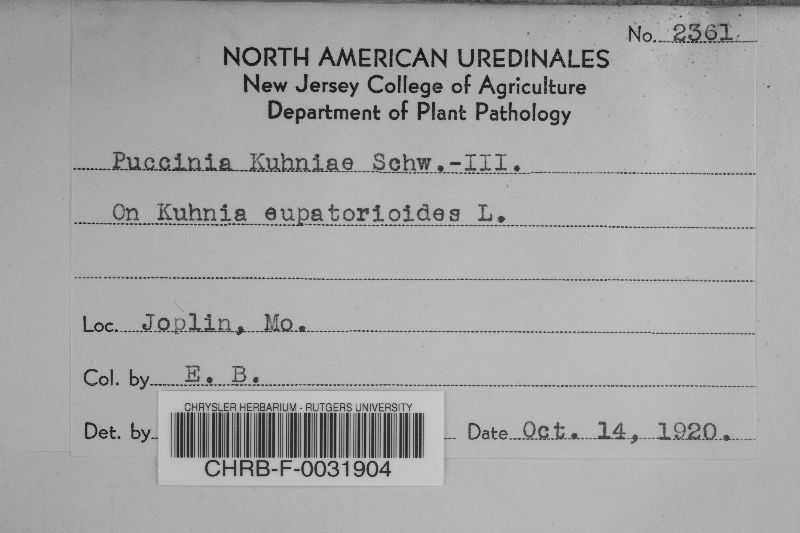 No. 2361
NORTH AMERICAN UREDINALES
New Jersey College of Agriculture
Department of Plant Pathology
Puccinia Kuhniae Schw.-III.
On Kuhnia eupatorioides L.
Loc. Joplin, Mo.
Col. by E. B.
Det. by Date Oct. 14, 1920.
CHRYSLER HERBARIUM - RUTGERS UNIVERSITY
CHRB-F-0031904